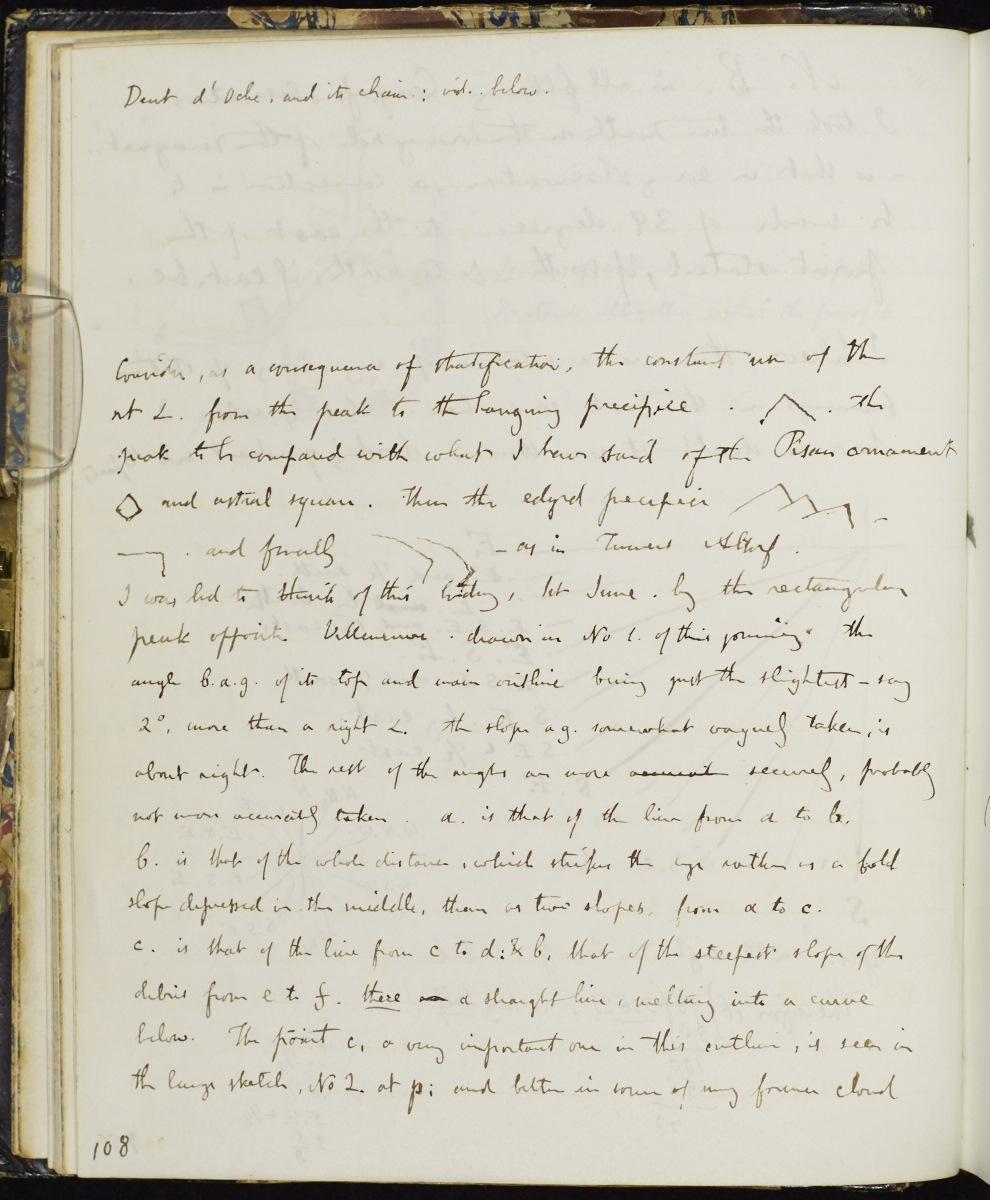 Dent d'Oche, and its chain: vid. below.
Consider, as a consequence of stratification, the constant use of the
rt ∠. from the peak to the hanging precipice . . the
peak to be compared with what I have said of the Pisan ornament
and astral square. Then the edged precipice
. and finally - as in Turners
I was led to think of this today, 1st June. by the rectangular
peak opposite Villeneuve. drawn in No 1. of this journey. the
angle b.a.g. of its top and main outline being just the slightest - say
2°, more than a right ∠. the slope a g. somewhat vaguely taken, is
about right. The rest of the angles are more securely, probably
not more accurately taken. a. is that of the line from a to b.
b. is that of the whole distance, which strikes the eye rather as a bold
slope depressed in the middle, than as two slopes, from a to c.
c. is that of the line from c to d: & b, that of the steepest slope of the
debris from e to f. there a straight line, melting into a curve
below. The point c, a very important one in this outline, is seen in
the large sketch, No 2. at p; and better in some of my former cloud
108